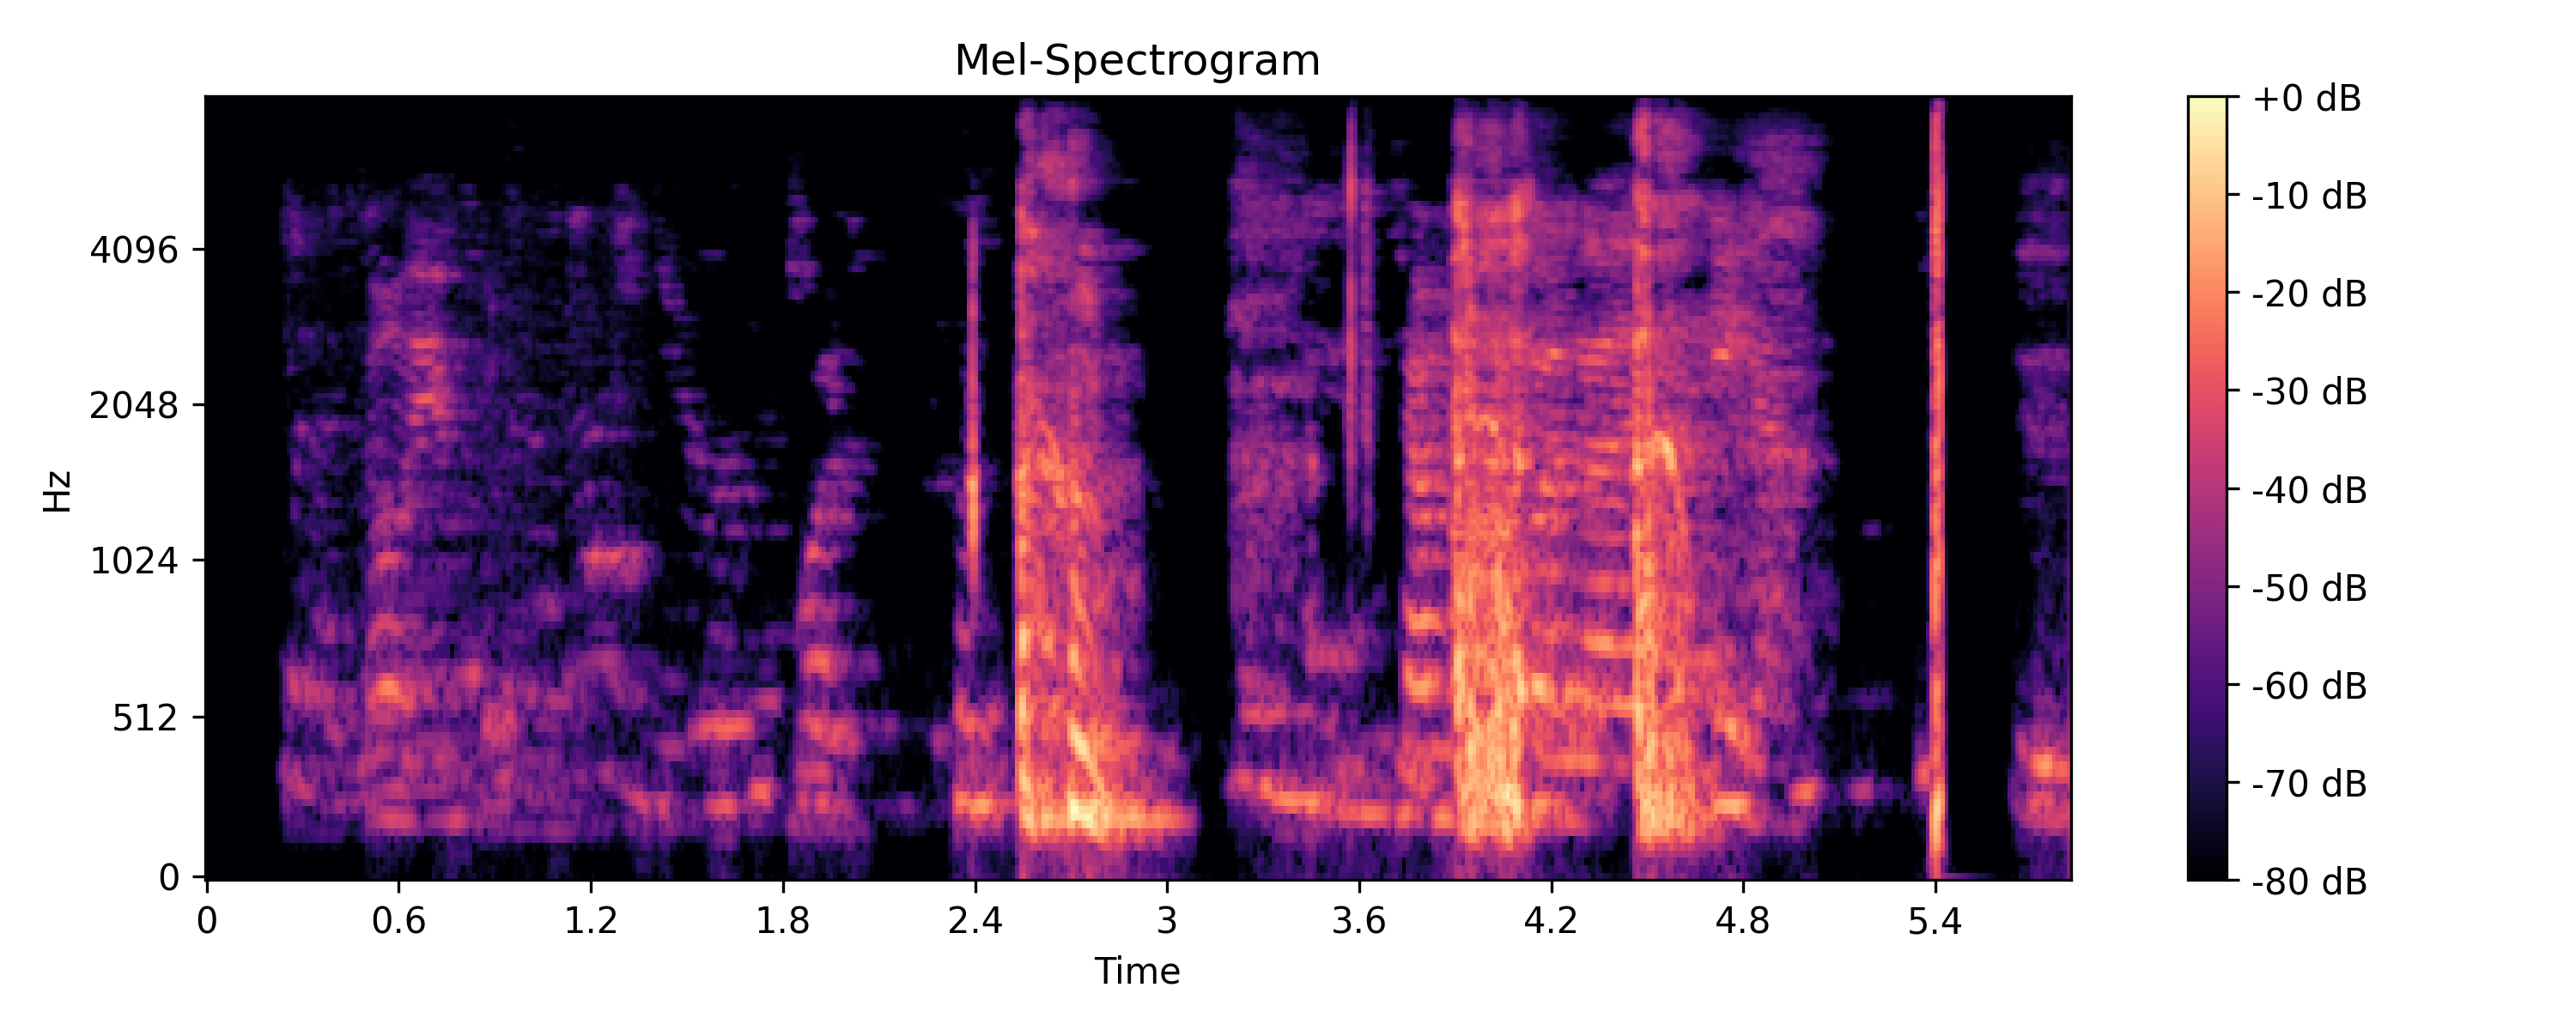 Mel-Spectrogram
+0 dB
-10 dB
-20 dB
-30 dB
-40 dB
-50 dB
-60 dB
-70 dB
-80 dB
Hz
4096
2048
1024
512
0
0 0.6 1.2 1.8 2.4 3 3.6 4.2 4.8 5.4
Time